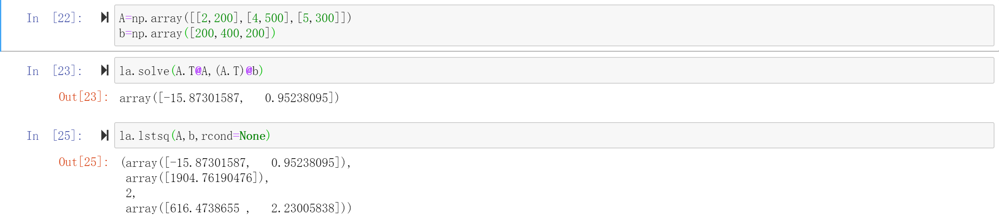 In [22]: A=np.array([[2,200],[4,500],[5,300]])
b=np.array([200,400,200])
In [23]: la.solve(A.T@A,(A.T)@b)
Out[23]: array([-15.87301587,   0.95238095])
In [25]: la.lstsq(A,b,rcond=None)
Out[25]: (array([-15.87301587,   0.95238095]),
array([1904.76190476]),
2,
array([616.4738655 ,   2.23005838]))